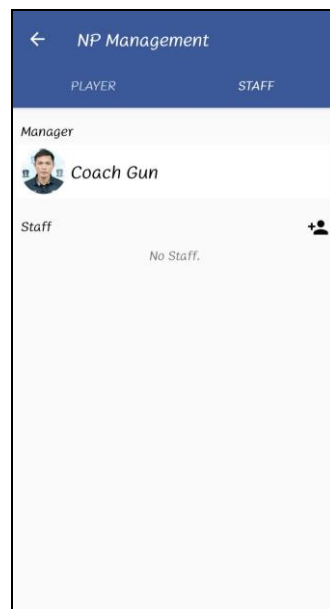 NP Management
PLAYER STAFF
Manager
Coach Gun
Staff
No Staff.